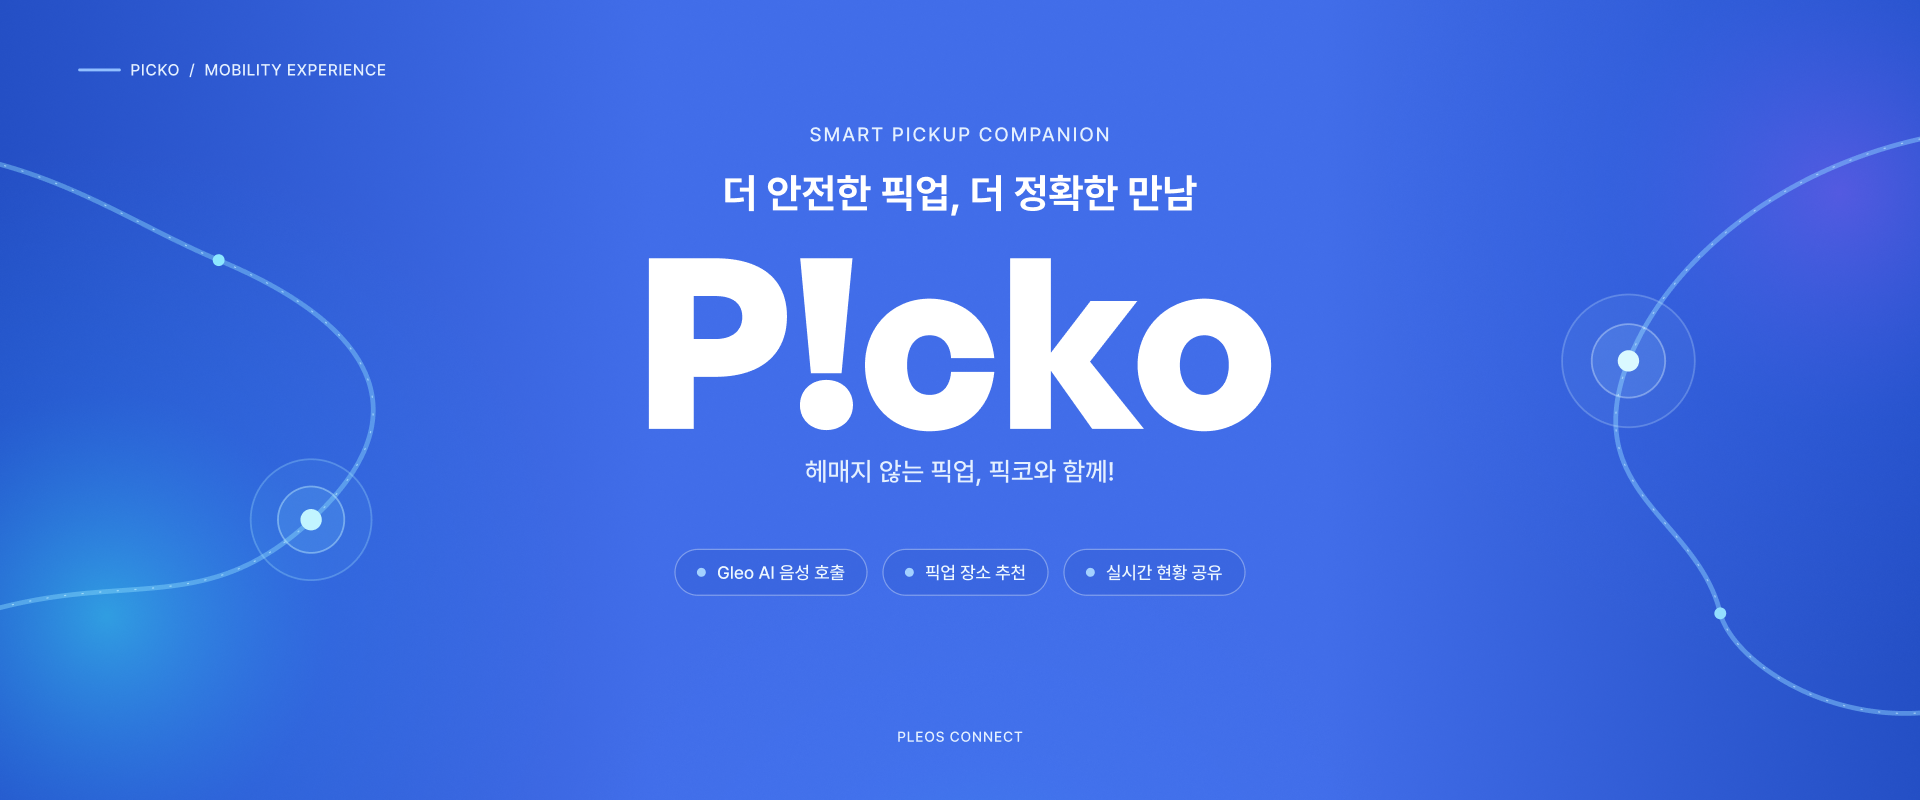 PICKO / MOBILITY EXPERIENCE
SMART PICKUP COMPANION
더 안전한 픽업, 더 정확한 만남
P!cko
헤매지 않는 픽업, 픽코와 함께!
Gleo AI 음성 호출
픽업 장소 추천
실시간 현황 공유
PLEOS CONNECT